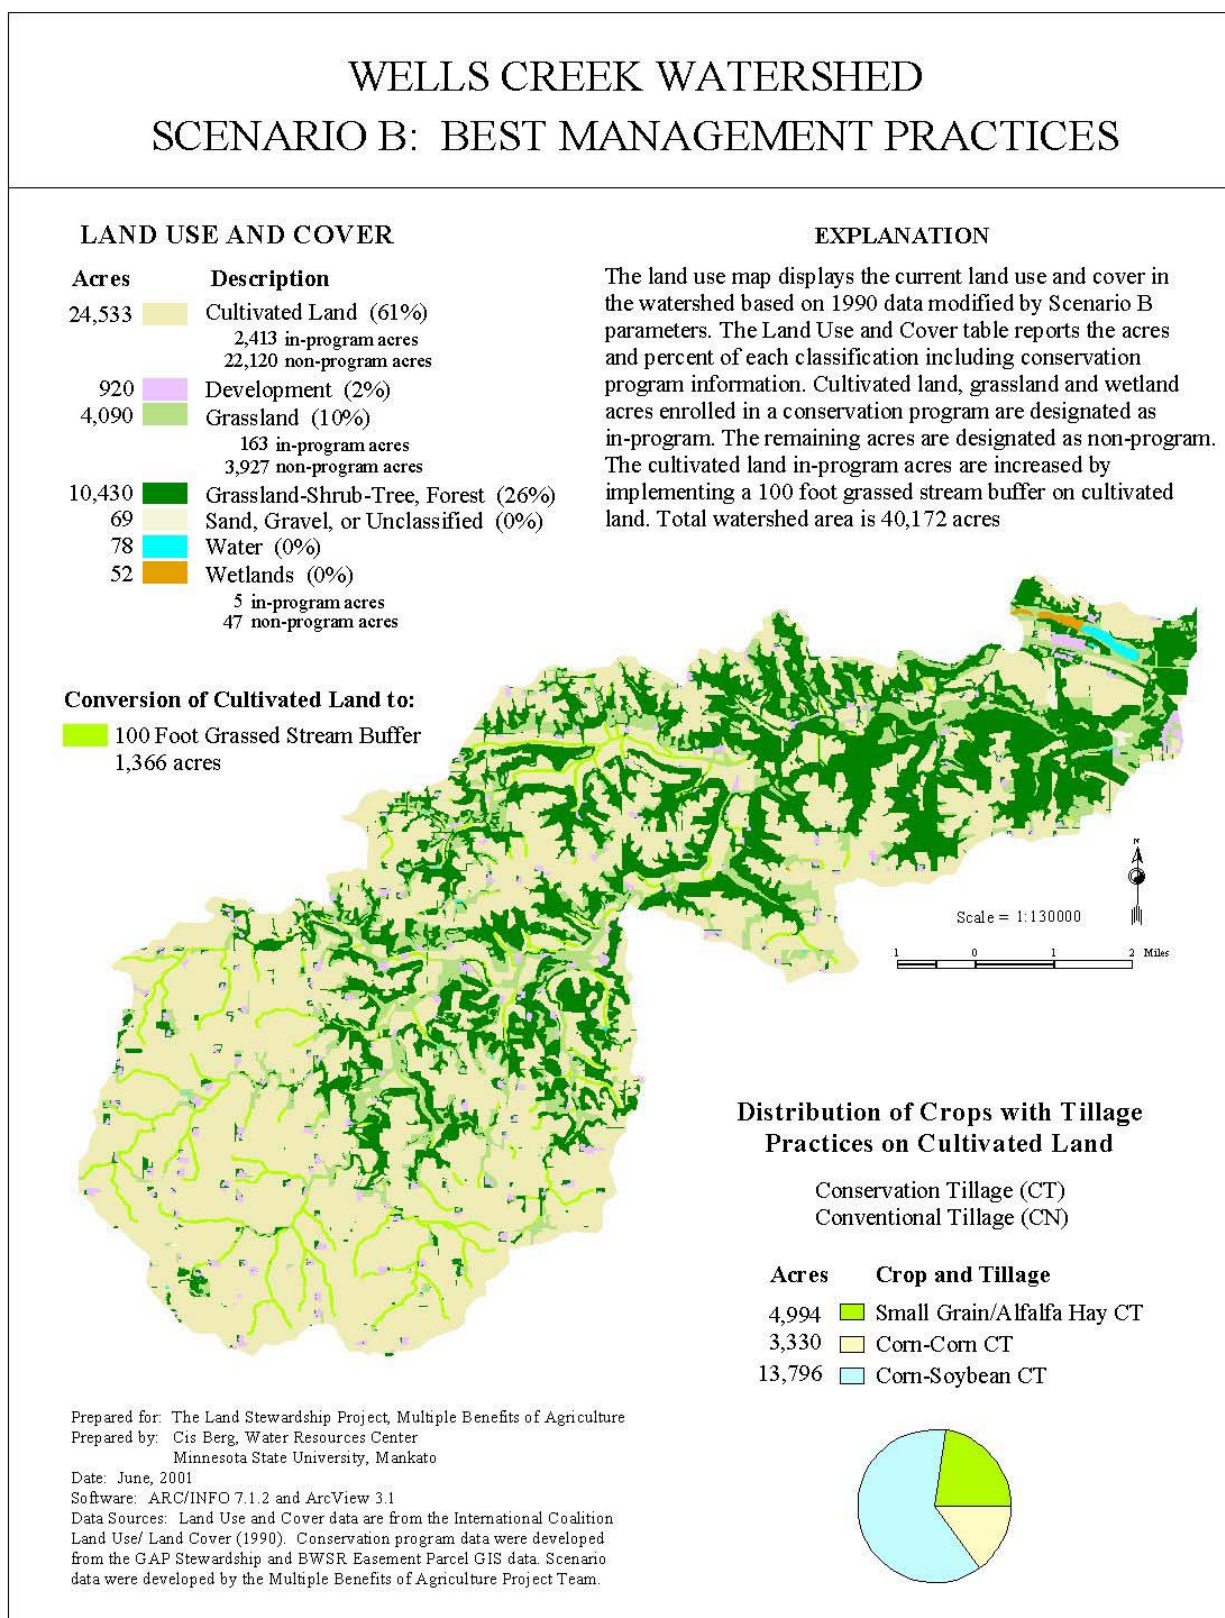 WELLS CREEK WATERSHED
SCENARIO B: BEST MANAGEMENT PRACTICES
LAND USE AND COVER
Acres Description
24,533 Cultivated Land (61%)
2,413 in-program acres
22,120 non-program acres
920 Development (2%)
4,090 Grassland (10%)
163 in-program acres
3,927 non-program acres
10,430 Grassland-Shrub-Tree, Forest (26%)
69 Sand, Gravel, or Unclassified (0%)
78 Water (0%)
52 Wetlands (0%)
5 in-program acres
47 non-program acres
EXPLANATION
The land use map displays the current land use and cover in
the watershed based on 1990 data modified by Scenario B
parameters. The Land Use and Cover table reports the acres
and percent of each classification including conservation
program information. Cultivated land, grassland and wetland
acres enrolled in a conservation program are designated as
in-program. The remaining acres are designated as non-program.
The cultivated land in-program acres are increased by
implementing a 100 foot grassed stream buffer on cultivated
land. Total watershed area is 40,172 acres
Conversion of Cultivated Land to:
100 Foot Grassed Stream Buffer
1,366 acres
N
Scale = 1:130000
1 0 1 2 Miles
Distribution of Crops with Tillage
Practices on Cultivated Land
Conservation Tillage (CT)
Conventional Tillage (CN)
Acres Crop and Tillage
4,994 Small Grain/Alfalfa Hay CT
3,330 Corn-Corn CT
13,796 Corn-Soybean CT
Prepared for: The Land Stewardship Project, Multiple Benefits of Agriculture
Prepared by: Cis Berg, Water Resources Center
Minnesota State University, Mankato
Date: June, 2001
Software: ARC/INFO 7.1.2 and ArcView 3.1
Data Sources: Land Use and Cover data are from the International Coalition
Land Use/ Land Cover (1990). Conservation program data were developed
from the GAP Stewardship and BWSR Easement Parcel GIS data. Scenario
data were developed by the Multiple Benefits of Agriculture Project Team.